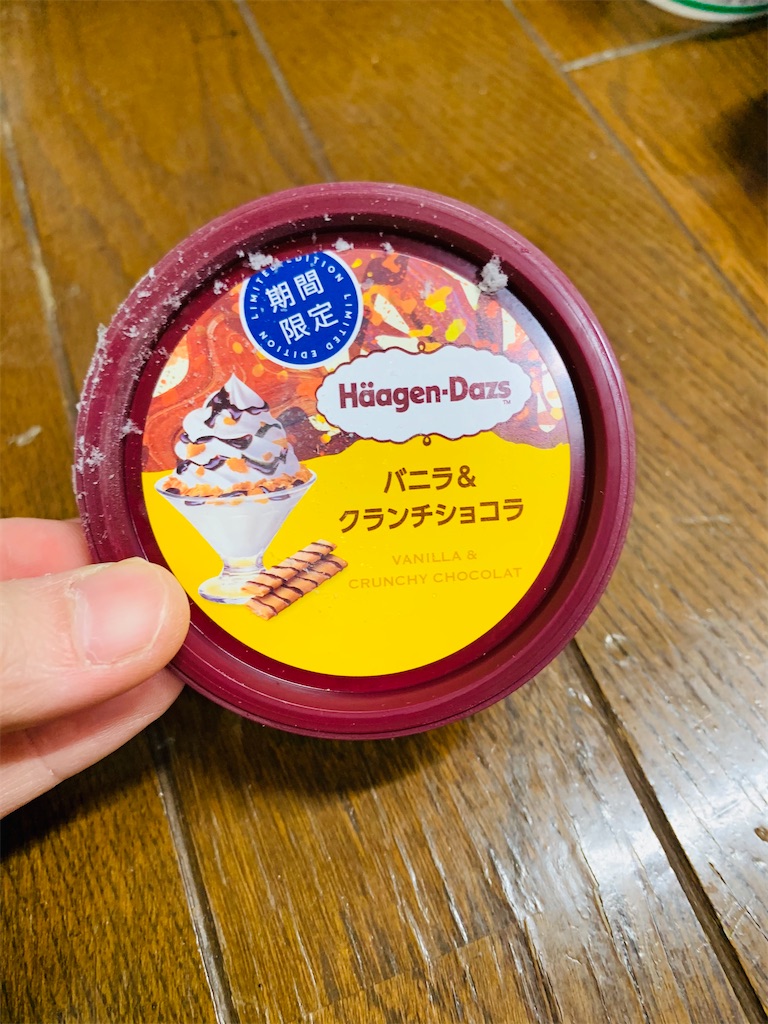 LIMITED EDITION
期間
限定
LIMITED EDITION
Häagen-Dazs
TM
バニラ&
クランチショコラ
VANILLA &
CRUNCHY CHOCOLAT